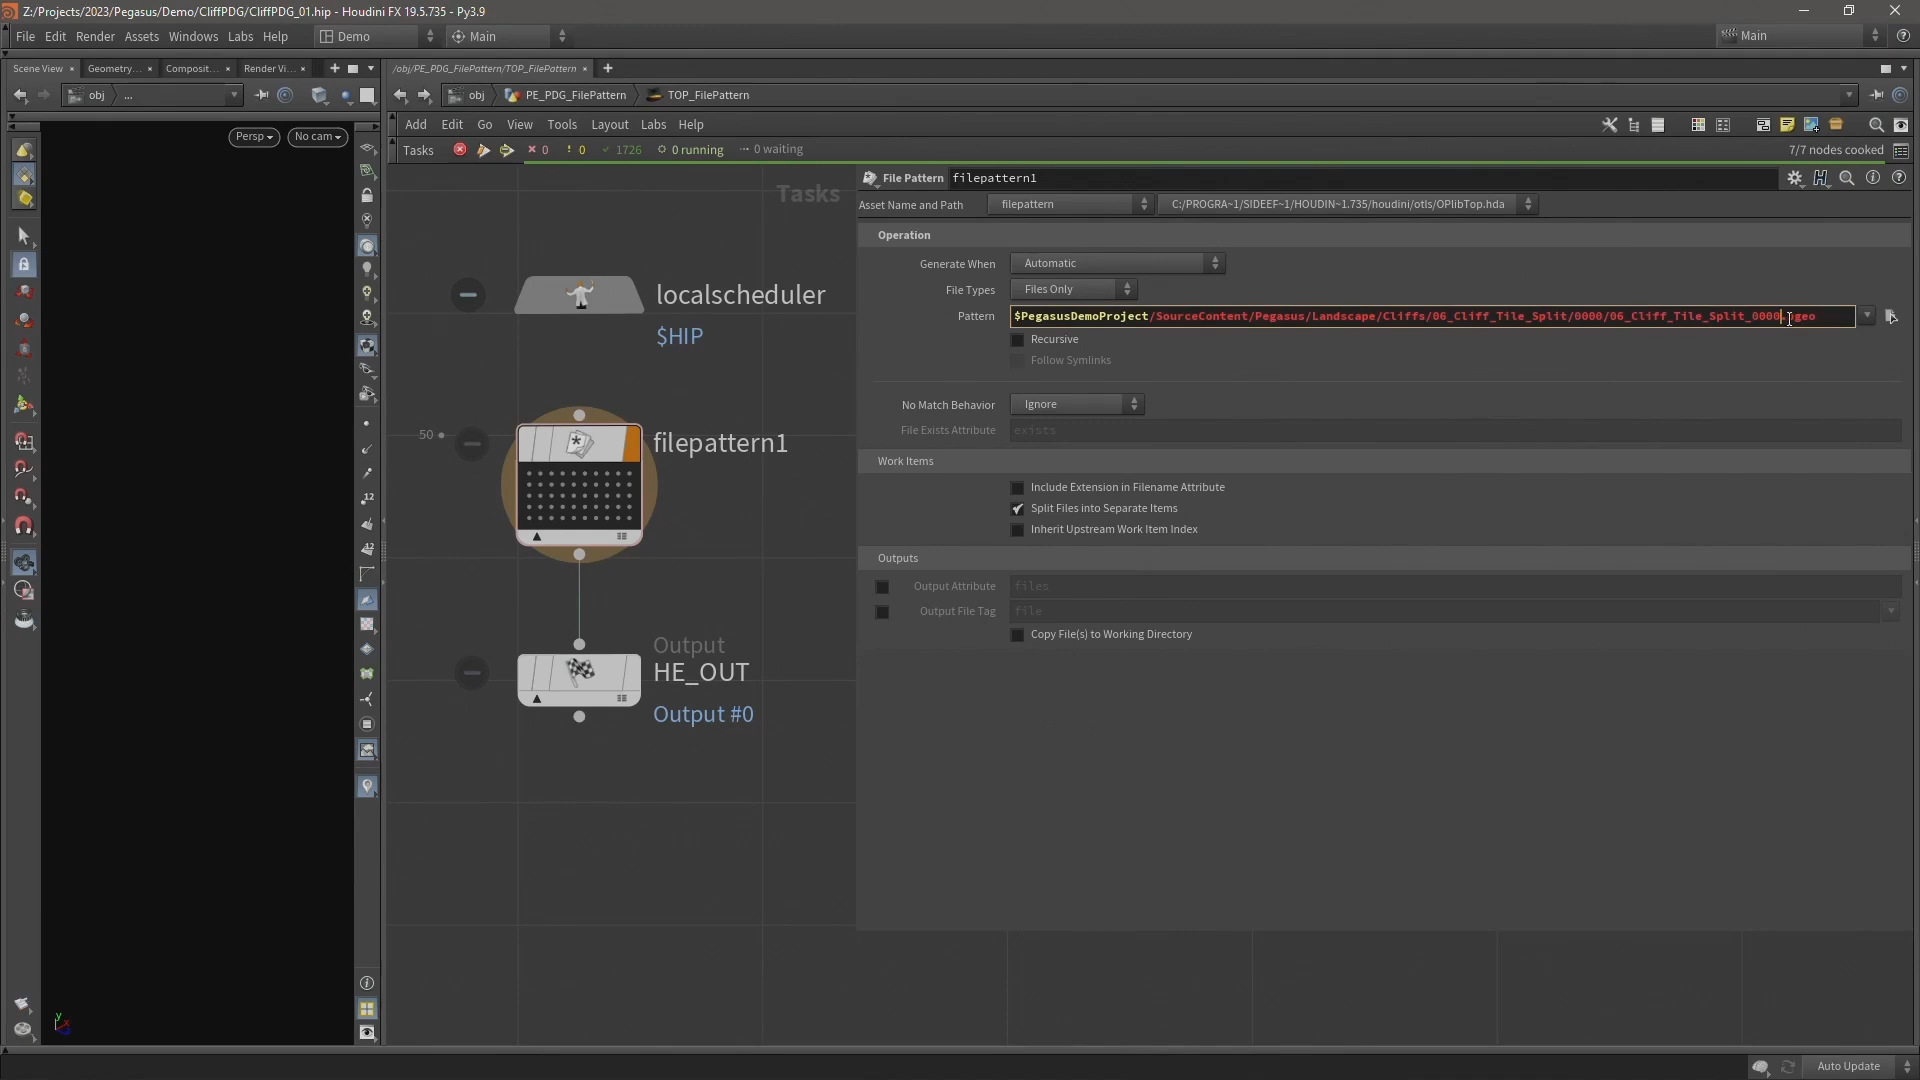 Z:/Projects/2023/Pegasus/Demo/CliffPDG/CliffPDG_01.hip - Houdini FX 19.5.735 - Py3.9
File Edit Render Assets Windows Labs Help Demo Main Main
Scene View × Geometry... × Composit... × Render Vi... × +
/obj/PE_PDG_FilePattern/TOP_FilePattern × +
obj ...
obj PE_PDG_FilePattern TOP_FilePattern
Add Edit Go View Tools Layout Labs Help
Persp No cam
Tasks 0 0 1726 0 running 0 waiting 7/7 nodes cooked
Tasks
File Pattern filepattern1
Asset Name and Path filepattern C:/PROGRA~1/SIDEEF~1/HOUDIN~1.735/houdini/otls/OPlibTop.hda
Operation
Generate When Automatic
File Types Files Only
Pattern $PegasusDemoProject/SourceContent/Pegasus/Landscape/Cliffs/06_Cliff_Tile_Split/0000/06_Cliff_Tile_Split_0000
Recursive
Follow Symlinks
No Match Behavior Ignore
File Exists Attribute exists
Work Items
Include Extension in Filename Attribute
Split Files into Separate Items
Inherit Upstream Work Item Index
Outputs
Output Attribute files
Output File Tag file
Copy File(s) to Working Directory
localscheduler
$HIP
50
filepattern1
Output
HE_OUT
Output #0
12
12
y
x
Auto Update